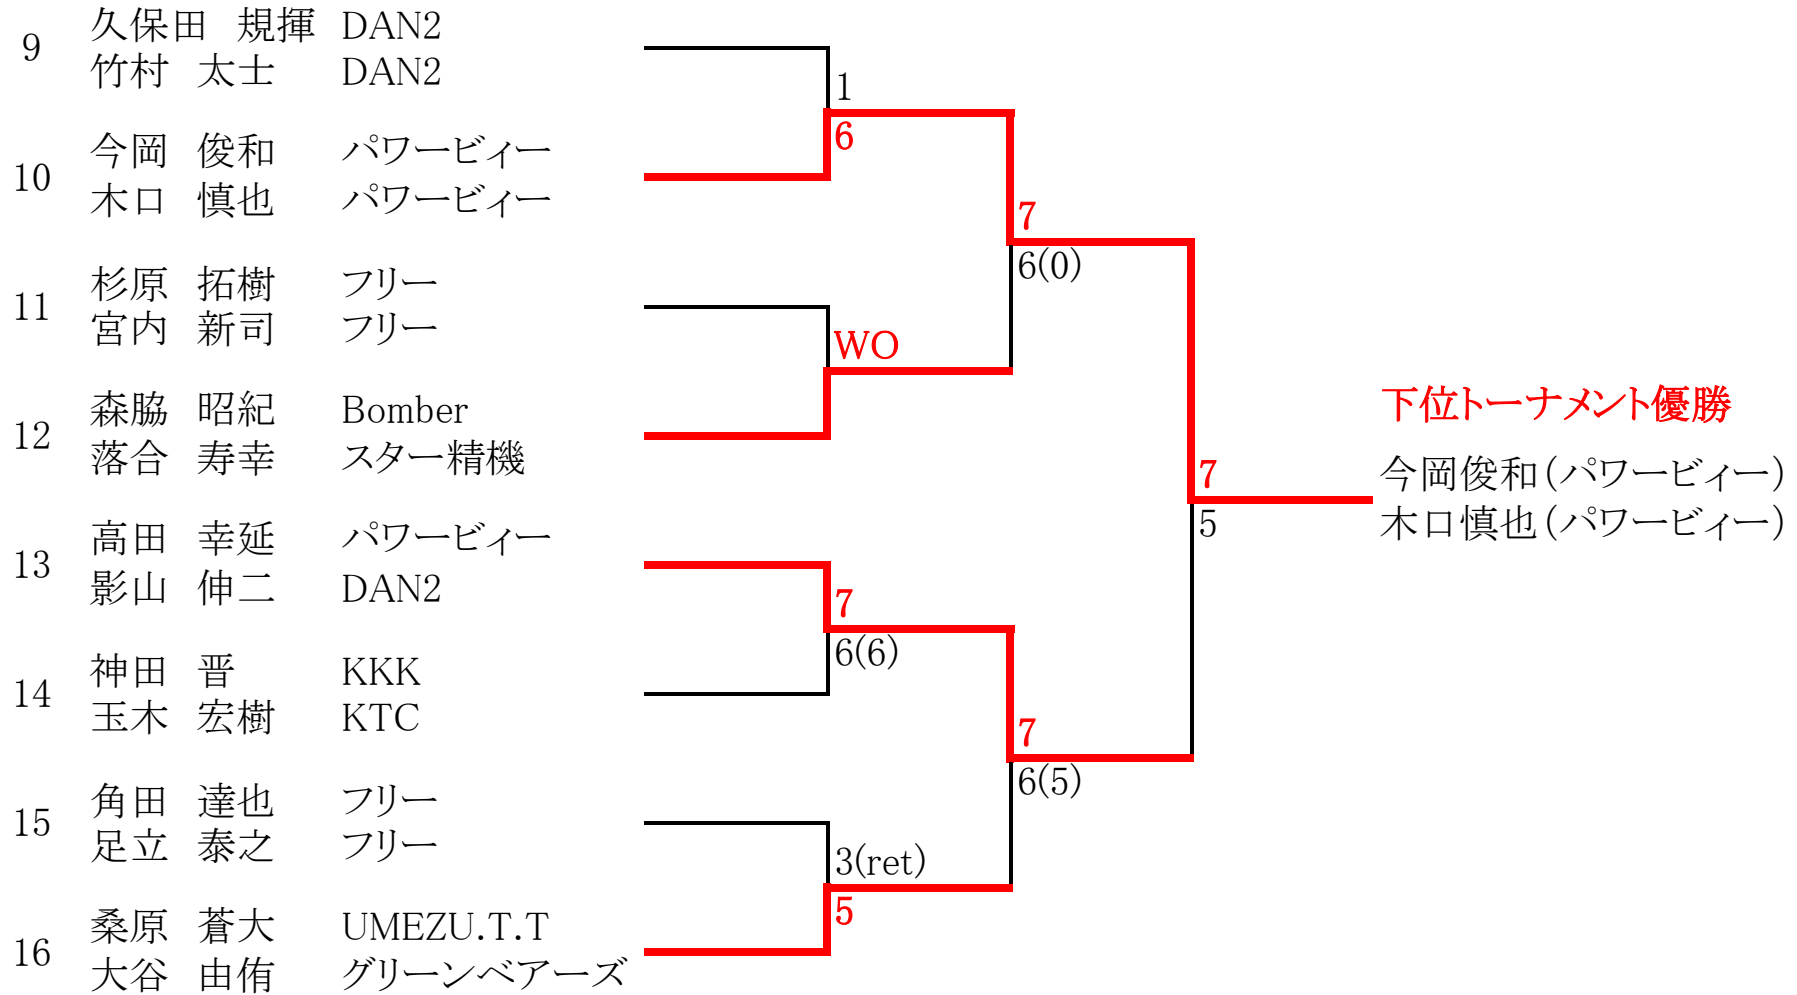 9 久保田 規揮 DAN2
竹村 太士 DAN2
1
6
10 今岡 俊和 パワービィー
木口 慎也 パワービィー
7
6(0)
11 杉原 拓樹 フリー
宮内 新司 フリー
WO
12 森脇 昭紀 Bomber
落合 寿幸 スター精機
下位トーナメント優勝
7 今岡俊和(パワービィー)
5 木口慎也(パワービィー)
13 高田 幸延 パワービィー
影山 伸二 DAN2
7
6(6)
14 神田 晋 KKK
玉木 宏樹 KTC
7
6(5)
15 角田 達也 フリー
足立 泰之 フリー
3(ret)
5
16 桑原 蒼大 UMEZU.T.T
大谷 由侑 グリーンベアーズ